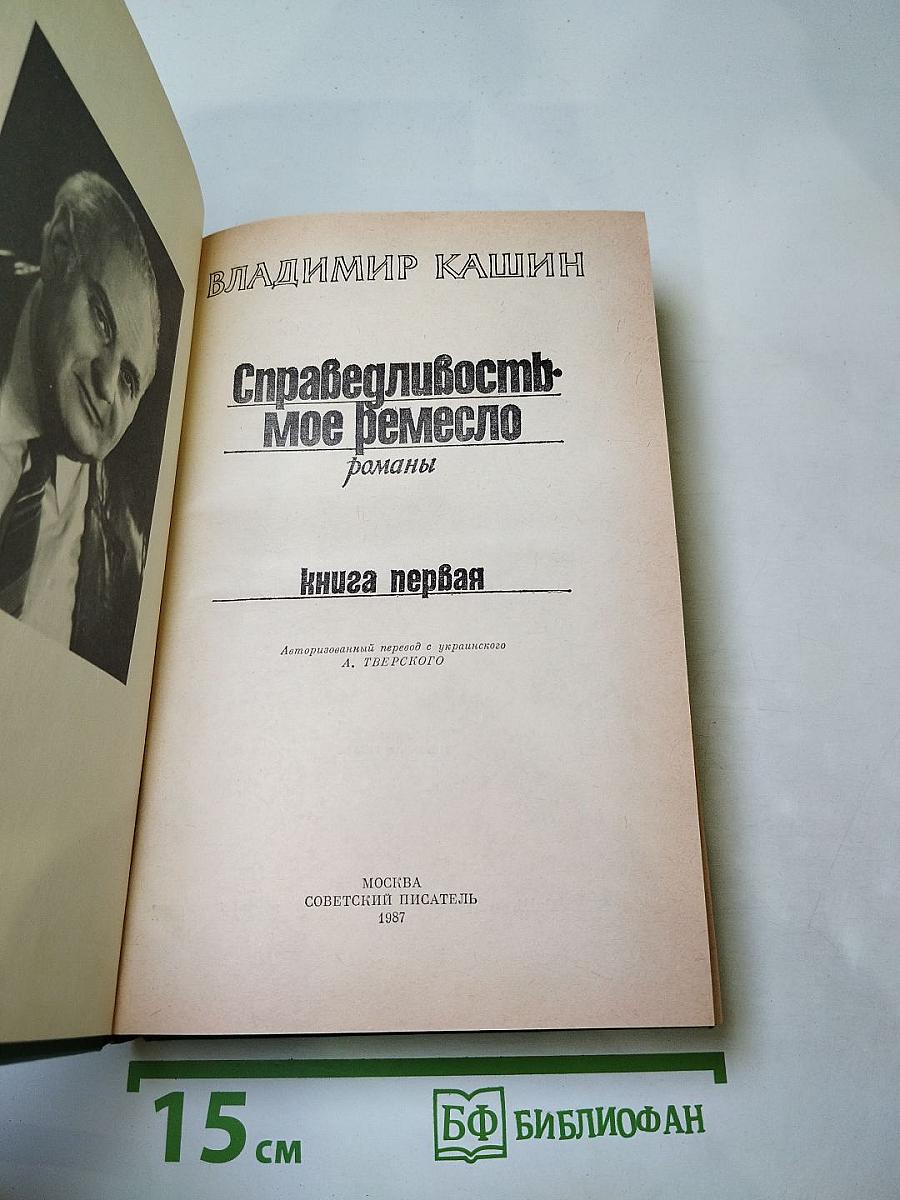 ВЛАДИМИР КАШИН
Справедливость-
мое ремесло
романы
книга первая
Авторизованный перевод с украинского
А. ТВЕРСКОГО
МОСКВА
СОВЕТСКИЙ ПИСАТЕЛЬ
1987
15 см
БФ БИБЛИОФАН